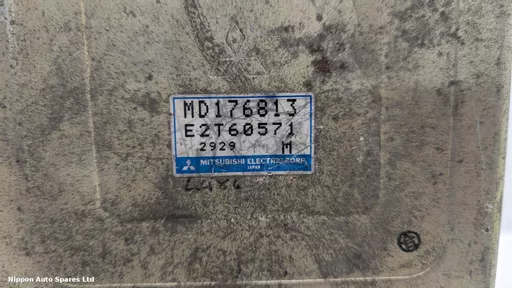 MD176813
E2T60571
2929 M
MITSUBISHI ELECTRIC CORP.
JAPAN
Nippon Auto Spares Ltd